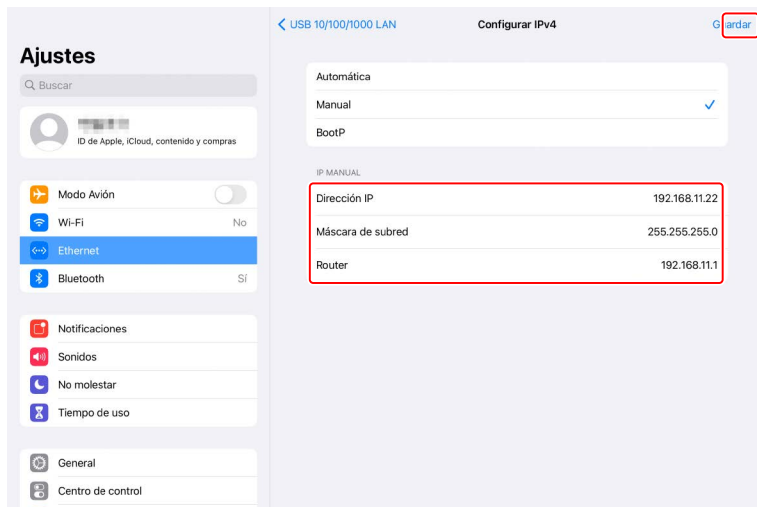 USB 10/100/1000 LAN
Configurar IPv4
Guardar
Ajustes
Buscar
ID de Apple, iCloud, contenido y compras
Modo Avión
Wi-Fi No
Ethernet
Bluetooth Sí
Notificaciones
Sonidos
No molestar
Tiempo de uso
General
Centro de control
Automática
Manual
BootP
IP MANUAL
Dirección IP 192.168.11.22
Máscara de subred 255.255.255.0
Router 192.168.11.1